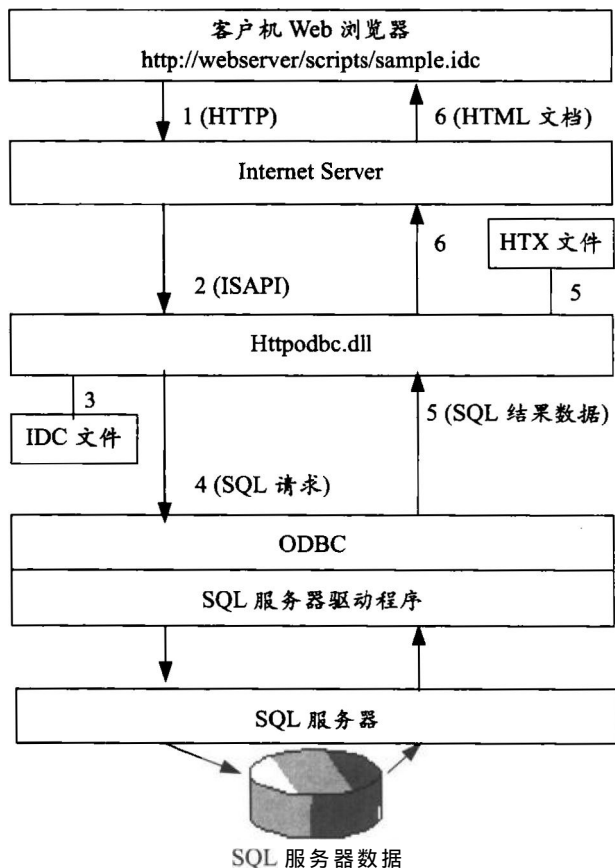 客户机 Web 浏览器
http://webserver/scripts/sample.idc
1 (HTTP)
6 (HTML 文档)
Internet Server
2 (ISAPI)
6
HTX 文件
5
Httpodbc.dll
3
IDC 文件
5 (SQL 结果数据)
4 (SQL 请求)
ODBC
SQL 服务器驱动程序
SQL 服务器
SQL 服务器数据